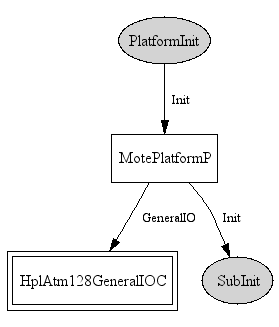 PlatformInit
Init
MotePlatformP
GeneralIO
Init
HplAtm128GeneralIOC
SubInit